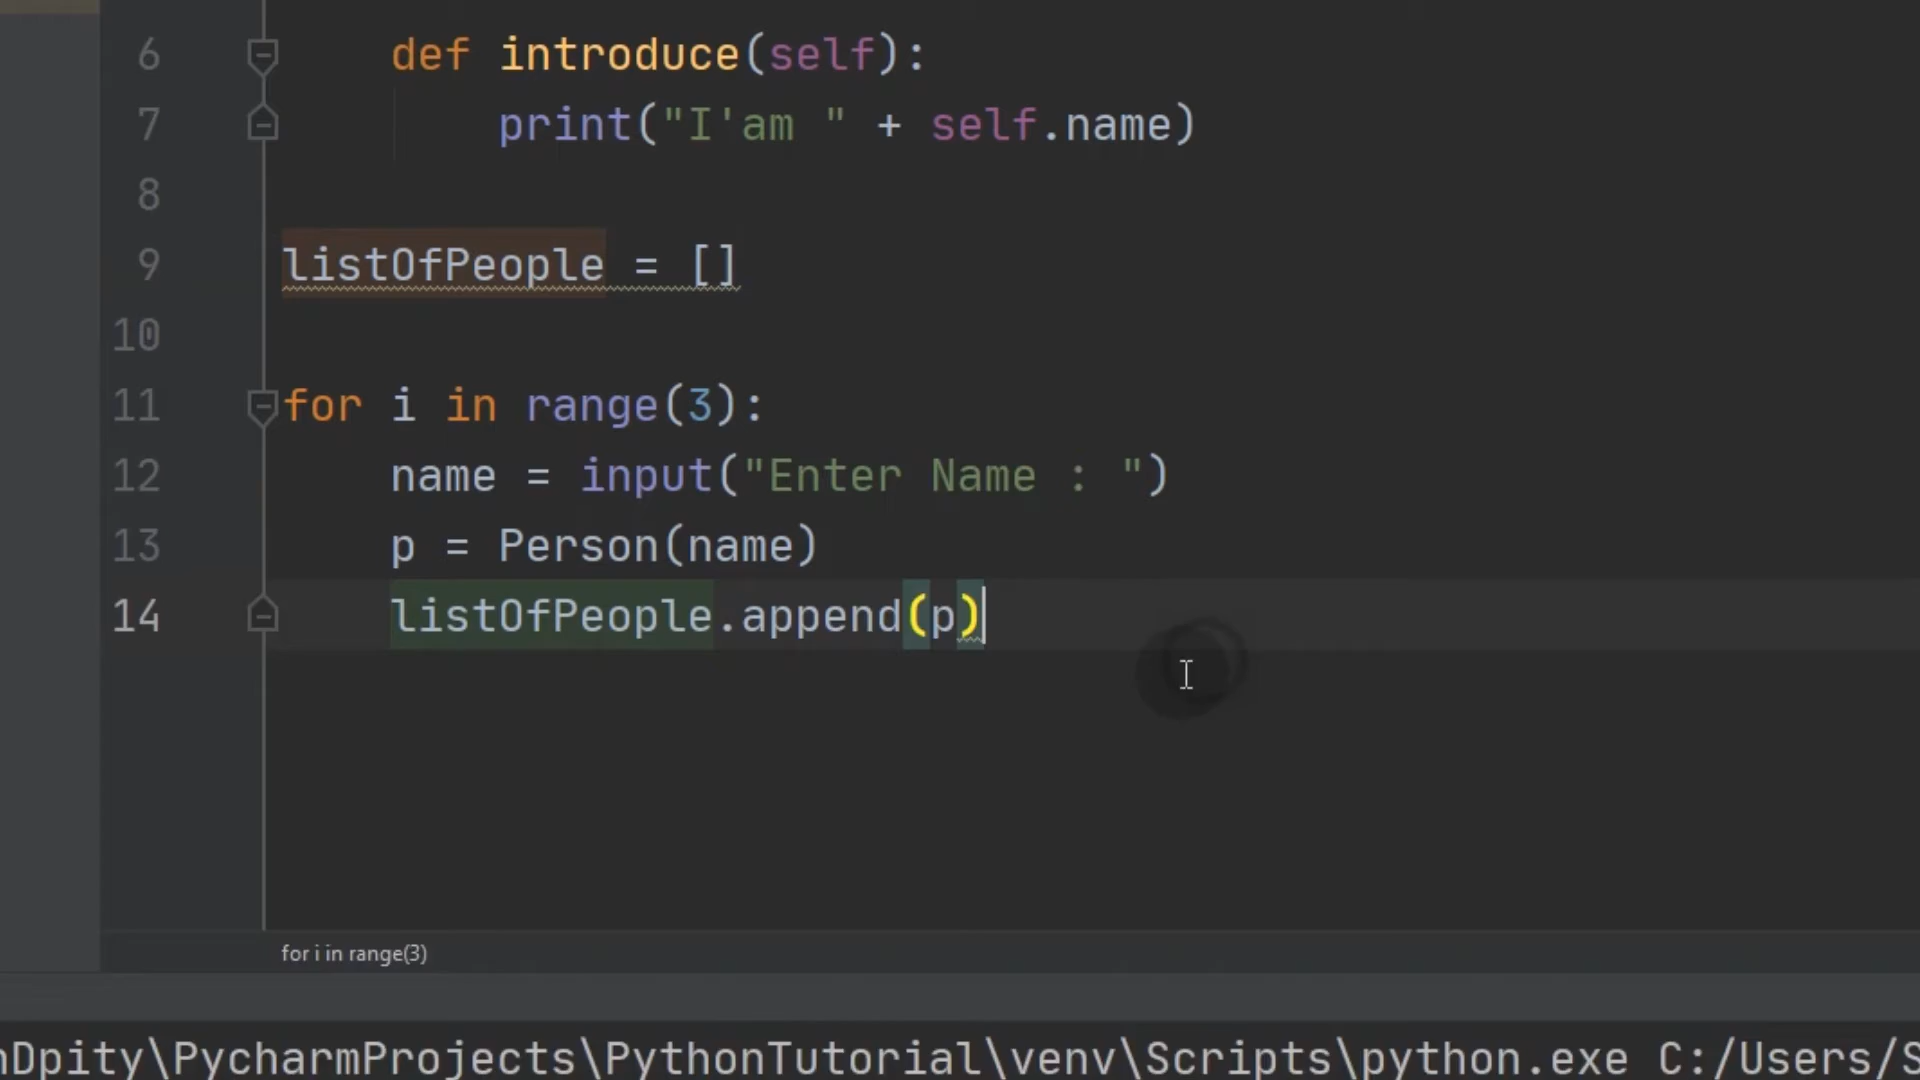 6 def introduce(self):
7 print("I'am " + self.name)
8
9 listOfPeople = []
10
11 for i in range(3):
12 name = input("Enter Name : ")
13 p = Person(name)
14 listOfPeople.append(p)
for i in range(3)
nDpity\PycharmProjects\PythonTutorial\venv\Scripts\python.exe C:/Users/S